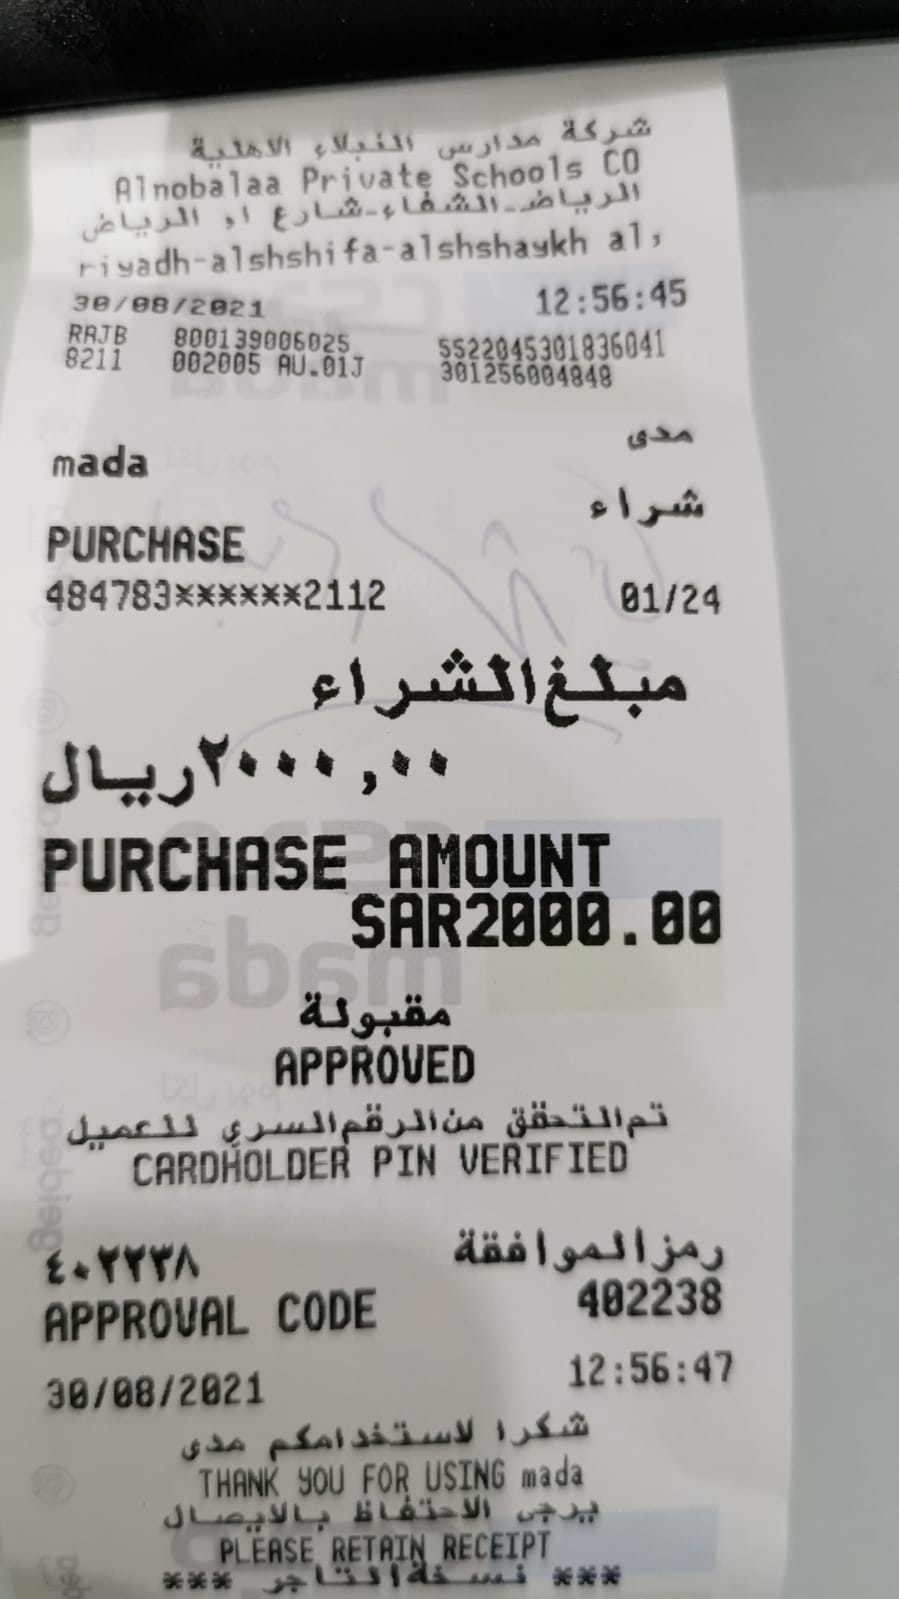 شركة مدارس النبلاء الاهلية
Alnobalaa Private Schools CO
الرياض-الشفاء-شارع او الرياض
riyadh-alshshifa-alshshaykh al,
30/08/2021 12:56:45
RAJB 800139006025 5522045301836041
8211 002005 AU.01J 301256004848
مدى
mada
شراء
PURCHASE
484783******2112 01/24
مبلغ الشراء
٢٠٠٠,٠٠ ريال
PURCHASE AMOUNT
SAR2000.00
مقبولة
APPROVED
تم التحقق من الرقم السري للعميل
CARDHOLDER PIN VERIFIED
رمز الموافقة ٤٠٢٢٣٨
APPROVAL CODE 402238
30/08/2021 12:56:47
شكرا لاستخدامكم مدى
THANK YOU FOR USING mada
يرجى الاحتفاظ بالايصال
PLEASE RETAIN RECEIPT
*** نسخة التاجر ***